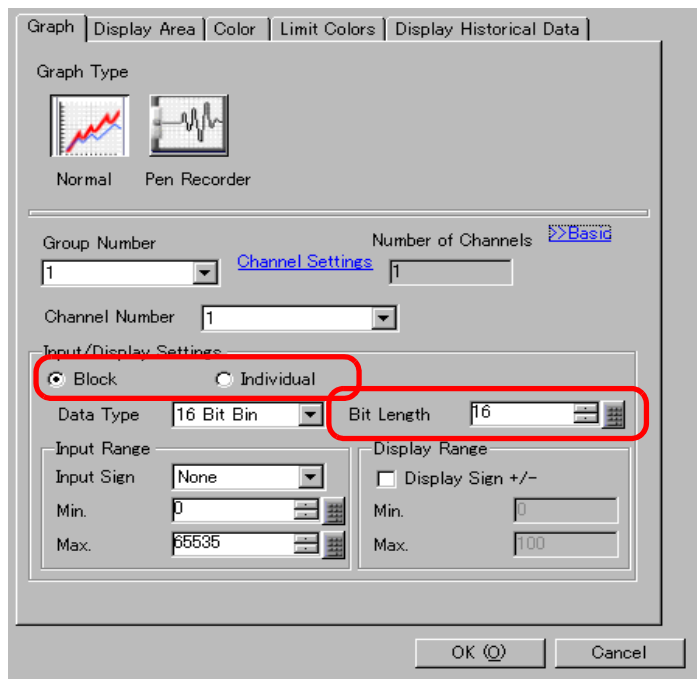 Graph Display Area Color Limit Colors Display Historical Data
Graph Type
Normal Pen Recorder
Group Number Number of Channels >>Basic
1 Channel Settings 1
Channel Number 1
Input/Display Settings
Block Individual
Data Type 16 Bit Bin Bit Length 16
Input Range Display Range
Input Sign None Display Sign +/-
Min. 0 Min. 0
Max. 65535 Max. 100
OK (O) Cancel